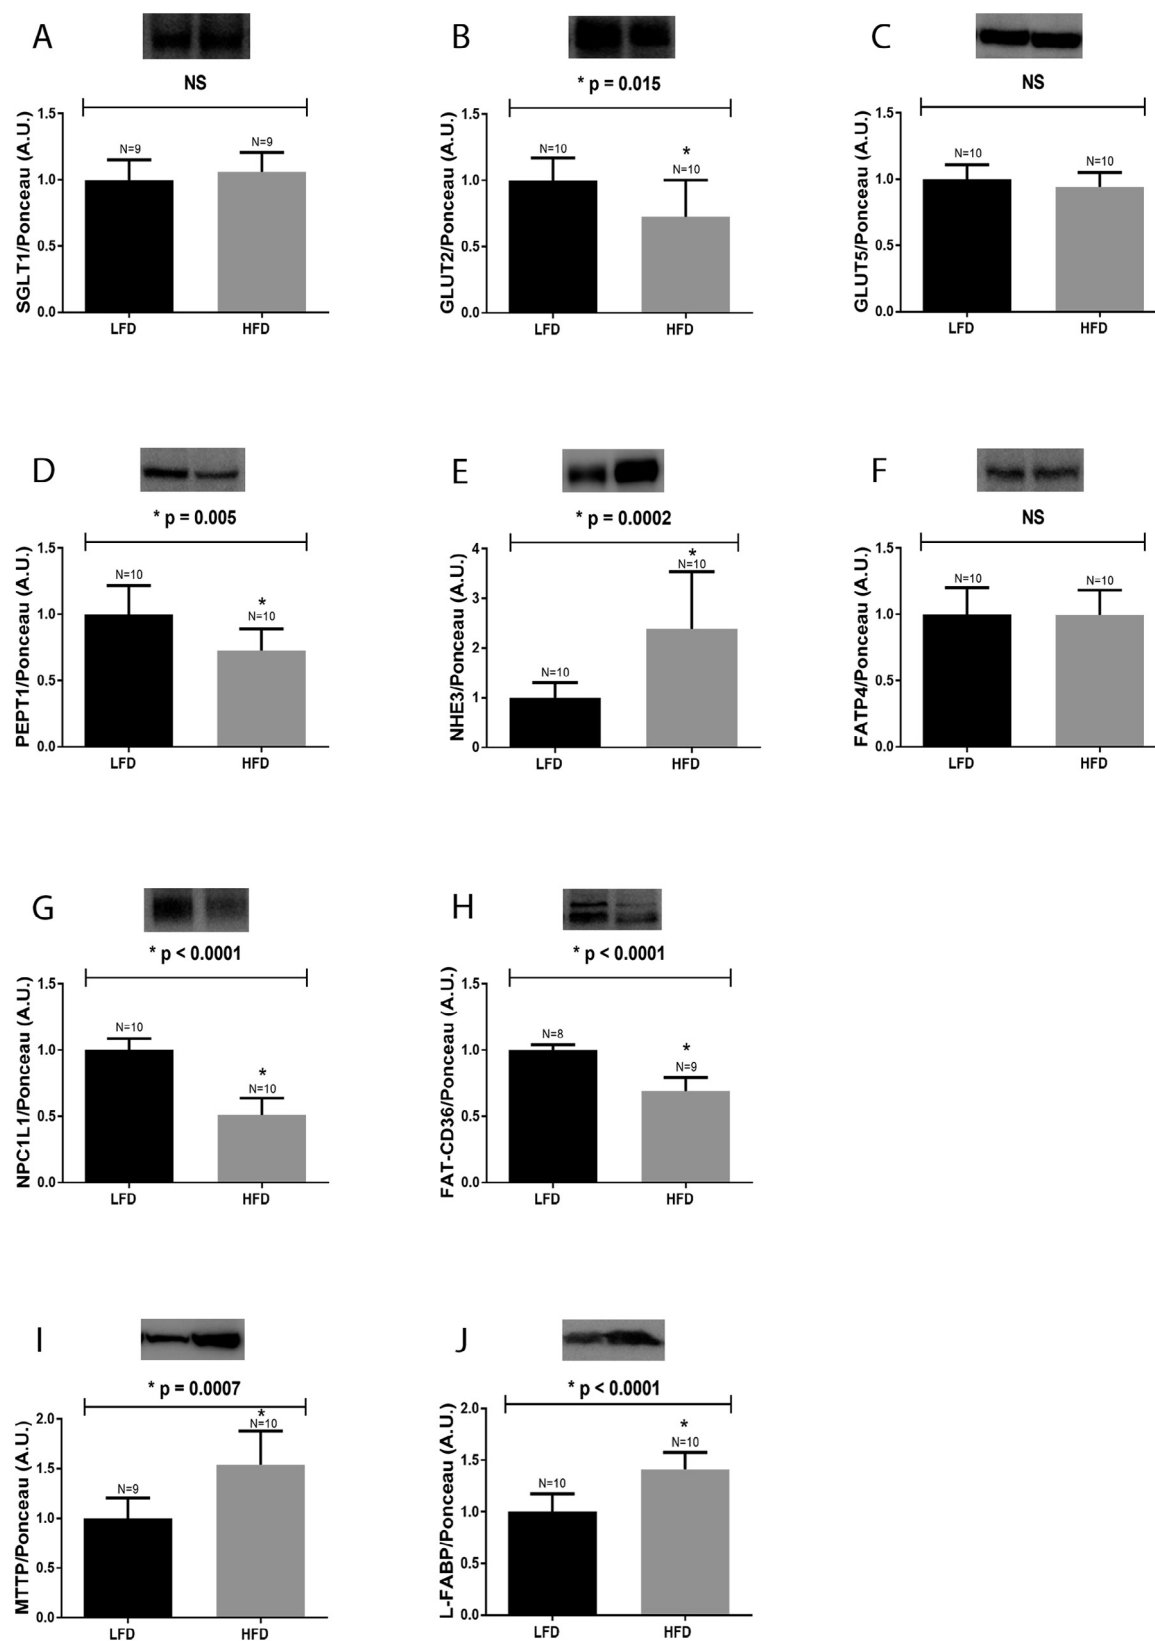 A
NS
SGLT1/Ponceau (A.U.)
1.5
1.0
0.5
0.0
N=9
N=9
LFD
HFD
B
* p = 0.015
GLUT2/Ponceau (A.U.)
1.5
1.0
0.5
0.0
N=10
*
N=10
LFD
HFD
C
NS
GLUT5/Ponceau (A.U.)
1.5
1.0
0.5
0.0
N=10
N=10
LFD
HFD
D
* p = 0.005
PEPT1/Ponceau (A.U.)
1.5
1.0
0.5
0.0
N=10
*
N=10
LFD
HFD
E
* p = 0.0002
NHE3/Ponceau (A.U.)
4
3
2
1
0
N=10
*
N=10
LFD
HFD
F
NS
FATP4/Ponceau (A.U.)
1.5
1.0
0.5
0.0
N=10
N=10
LFD
HFD
G
* p < 0.0001
NPC1L1/Ponceau (A.U.)
1.5
1.0
0.5
0.0
N=10
*
N=10
LFD
HFD
H
* p < 0.0001
FAT-CD36/Ponceau (A.U.)
1.5
1.0
0.5
0.0
N=8
*
N=9
LFD
HFD
I
* p = 0.0007
MTTP/Ponceau (A.U.)
2.0
1.5
1.0
0.5
0.0
N=9
*
N=10
LFD
HFD
J
* p < 0.0001
L-FABP/Ponceau (A.U.)
2.0
1.5
1.0
0.5
0.0
N=10
*
N=10
LFD
HFD